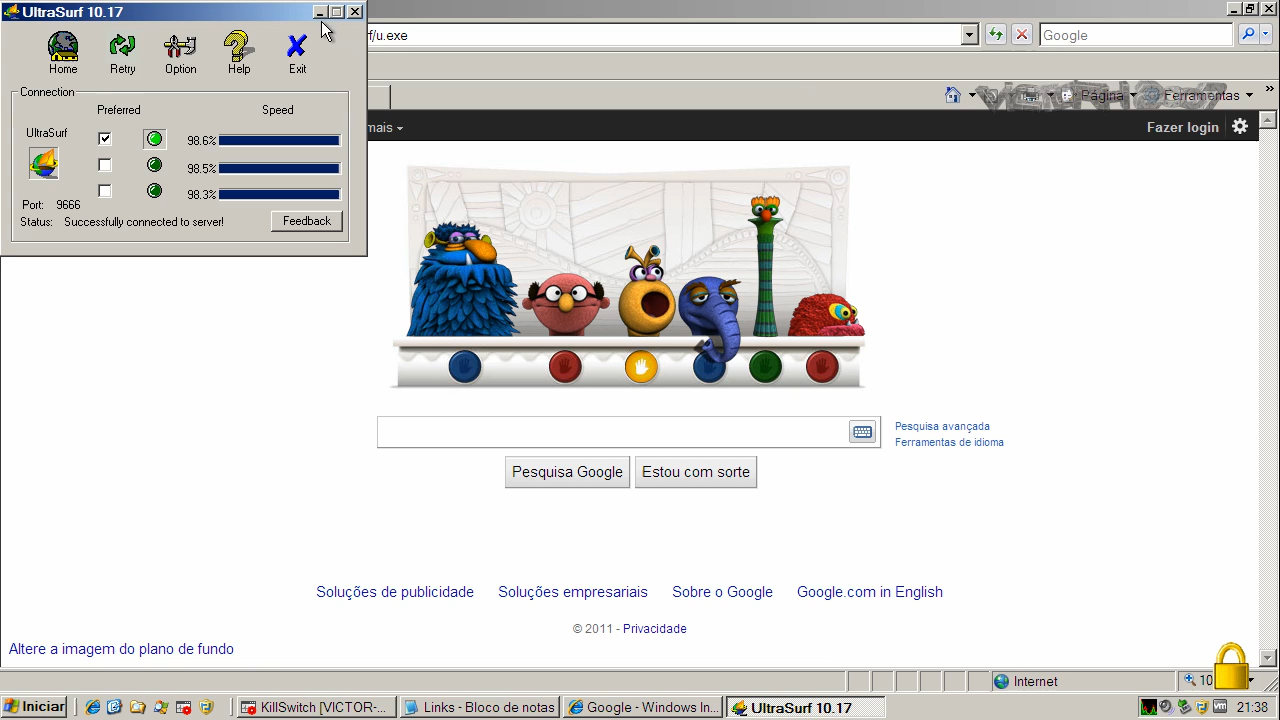 UltraSurf 10.17
f/u.exe
Google
Home Retry Option Help Exit
Connection
Preferred Speed
Página Ferramentas »
UltraSurf
98.6%
98.5%
98.3%
mais
Fazer login
Port: 9666
Status: Successfully connected to server!
Feedback
Pesquisa avançada
Ferramentas de idioma
Pesquisa Google Estou com sorte
Soluções de publicidade Soluções empresariais Sobre o Google Google.com in English
© 2011 - Privacidade
Altere a imagem do plano de fundo
Internet
10
Iniciar KillSwitch [VICTOR-... Links - Bloco de notas Google - Windows In... UltraSurf 10.17 21:38